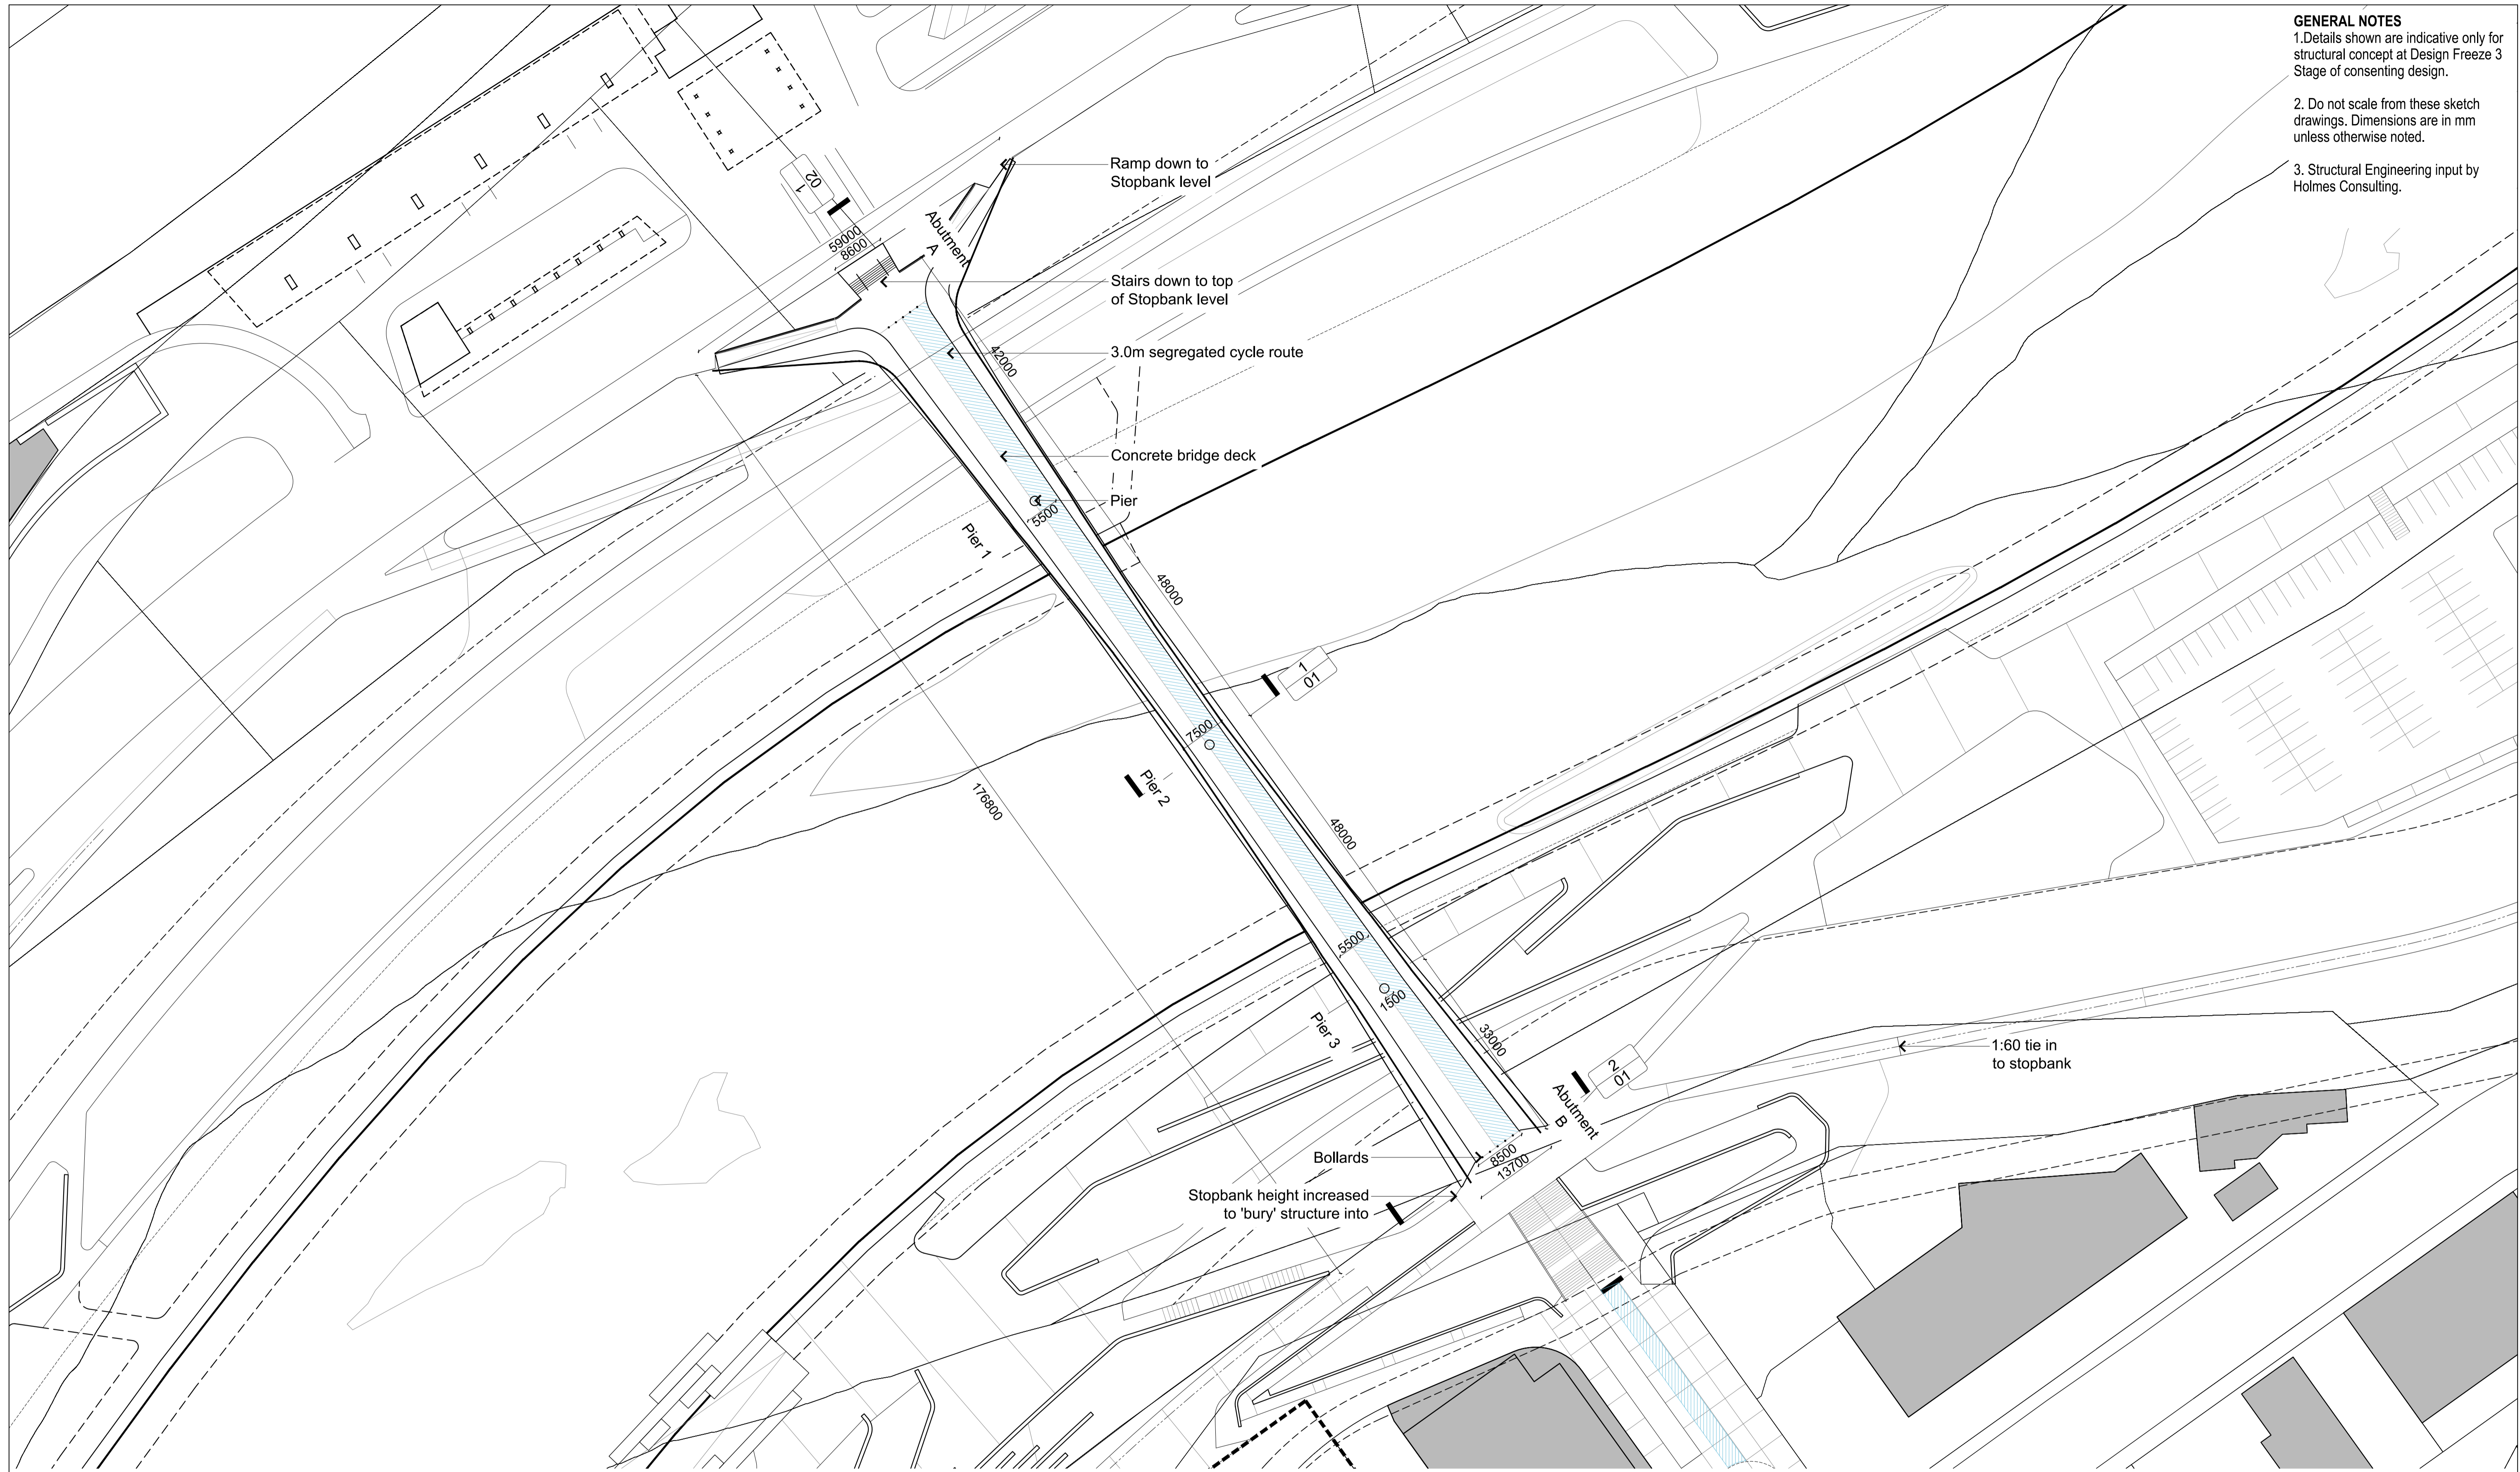 GENERAL NOTES
1.Details shown are indicative only for
structural concept at Design Freeze 3
Stage of consenting design.
2. Do not scale from these sketch
drawings. Dimensions are in mm
unless otherwise noted.
3. Structural Engineering input by
Holmes Consulting.
Ramp down to
Stopbank level
1
02
59000
8600
Abutment
A
Stairs down to top
of Stopbank level
3.0m segregated cycle route
42000
Concrete bridge deck
Pier
5500
Pier 1
48000
1
01
7500
Pier 2
176800
48000
5500
1500
Pier 3
33000
2
01
1:60 tie in
to stopbank
Abutment
B
Bollards
8500
13700
Stopbank height increased
to 'bury' structure into